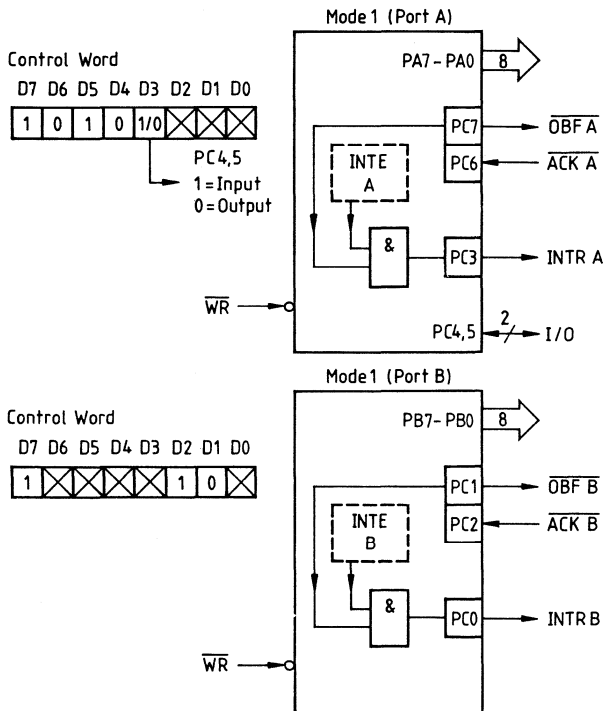 Mode 1 (Port A)
Control Word
D7 D6 D5 D4 D3 D2 D1 D0
1 0 1 0 1/0
PC4,5
1 = Input
0 = Output
PA7-PA0
8
PC7
OBF A
PC6
ACK A
INTE
A
&
PC3
INTR A
WR
PC4,5
2
I/O
Mode 1 (Port B)
Control Word
D7 D6 D5 D4 D3 D2 D1 D0
1 1 0
PB7-PB0
8
PC1
OBF B
PC2
ACK B
INTE
B
&
PC0
INTR B
WR